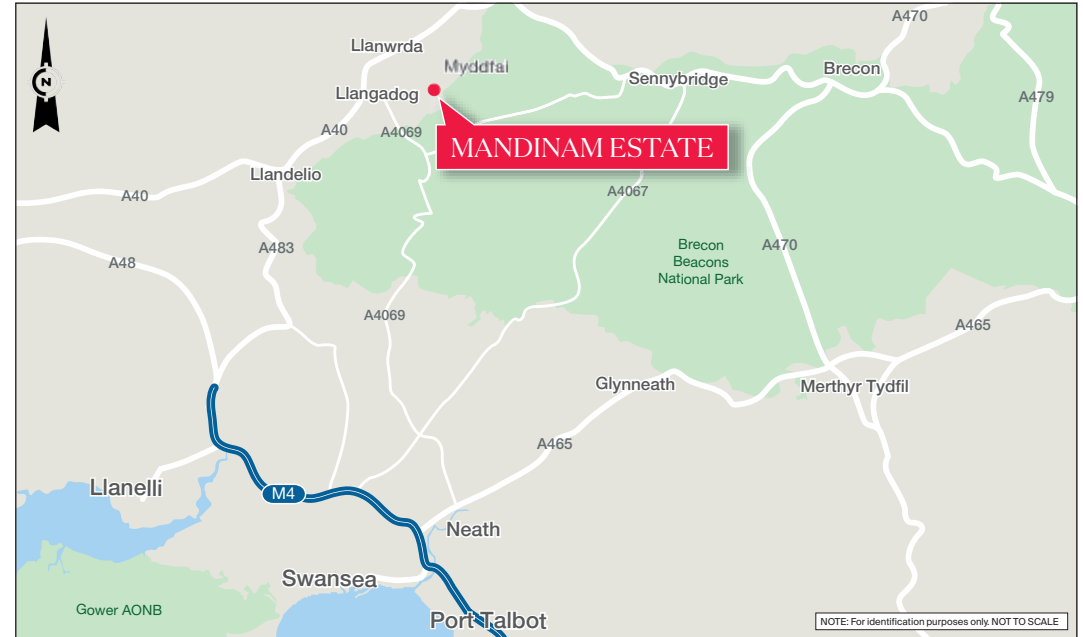 A470
Llanwrda
N
Myddfai
Sennybridge
Brecon
Llangadog
A479
A40
A4069
MANDINAM ESTATE
Llandelio
A40
A4067
A483
Brecon
Beacons
National Park
A470
A48
A4069
A465
Glynneath
Merthyr Tydfil
A465
Llanelli
M4
Neath
Swansea
Gower AONB
Port Talbot
NOTE: For identification purposes only. NOT TO SCALE